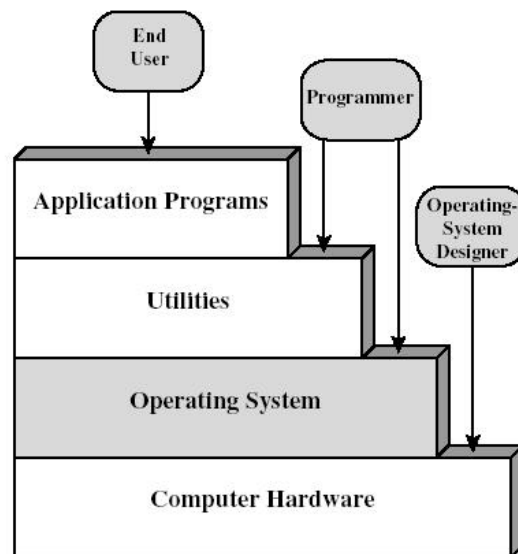 End
User
Programmer
Application Programs
Operating-
System
Designer
Utilities
Operating System
Computer Hardware